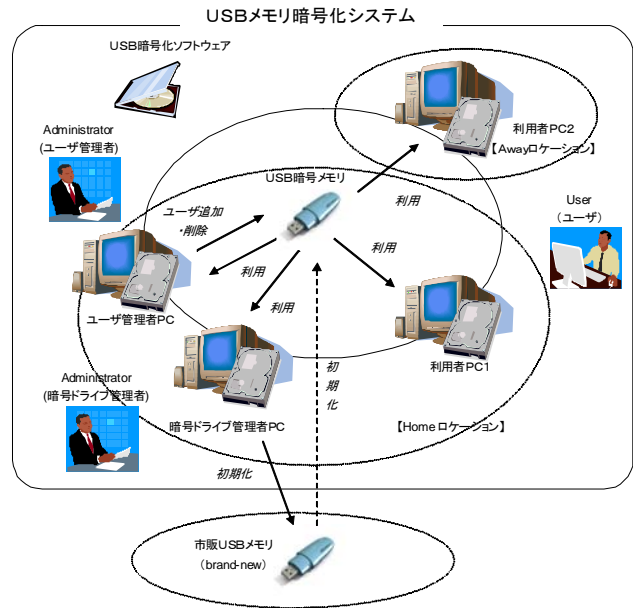 USBメモリ暗号化システム
USB暗号化ソフトウェア
利用者PC2
【Awayロケーション】
Administrator
(ユーザ管理者)
USB暗号メモリ
ユーザ追加
・削除
利用
User
(ユーザ)
利用
利用
利用
ユーザ管理者PC
利用者PC1
Administrator
(暗号ドライブ管理者)
暗号ドライブ管理者PC
初
期
化
【Homeロケーション】
初期化
市販USBメモリ
(brand-new)